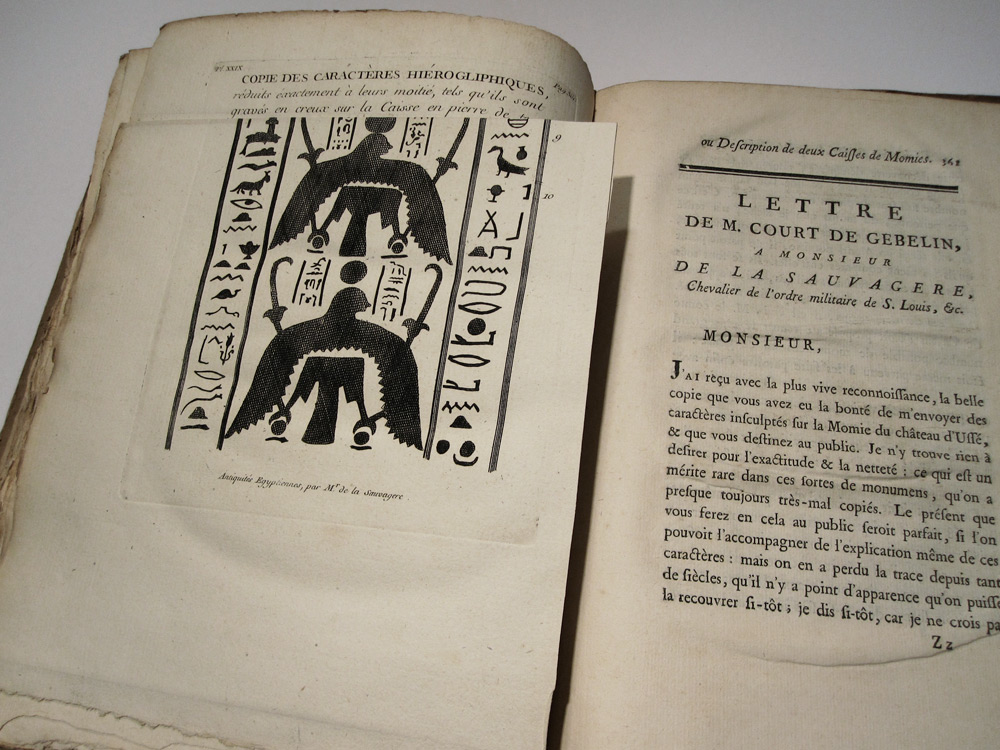 Pl. XXIX
COPIE DES CARACTÈRES HIÉROGLIPHIQUES,
réduits exactement à leurs moitié, tels qu'ils sont
gravés en creux sur la Caisse en pierre de
9
10
Antiquités Egyptiennes, par M.r de la Sauvagere.
ou Deſcription de deux Caiſſes de Momies. 361
LETTRE
DE M. COURT DE GEBELIN,
A MONSIEUR
DE LA SAUVAGERE,
Chevalier de l'ordre militaire de S. Louis, &c.
MONSIEUR,
J'AI reçu avec la plus vive reconnoiſſance, la belle
copie que vous avez eu la bonté de m'envoyer des
caractères inſculptés ſur la Momie du château d'Uſſé,
& que vous deſtinez au public. Je n'y trouve rien à
deſirer pour l'exactitude & la netteté : ce qui eſt un
mérite rare dans ces ſortes de monumens, qu'on a
preſque toujours très-mal copiés. Le préſent que
vous ferez en cela au public ſeroit parfait, ſi l'on
pouvoit l'accompagner de l'explication même de ces
caractères : mais on en a perdu la trace depuis tant
de ſiècles, qu'il n'y a point d'apparence qu'on puiſſe
la recouvrer ſi-tôt ; je dis ſi-tôt, car je ne crois pa
Zz